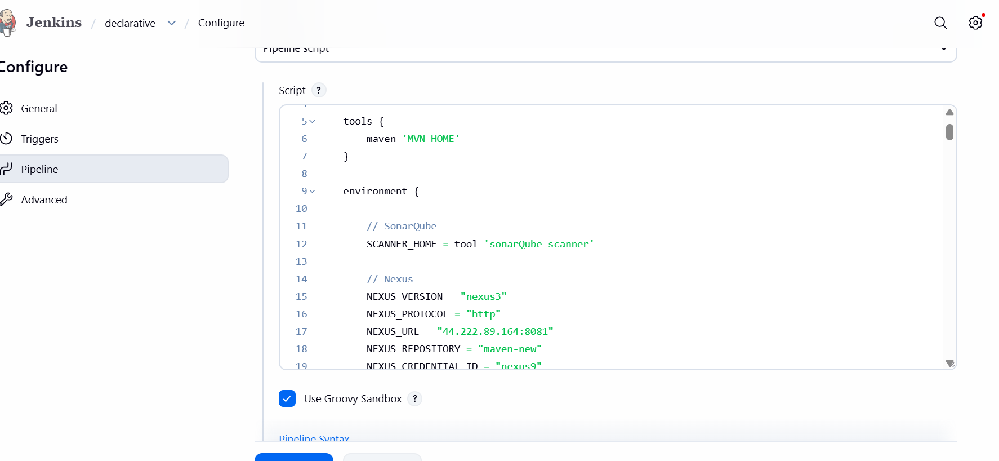 Jenkins / declarative / Configure
Configure
General
Triggers
Pipeline
Advanced
Pipeline script
Script ?
5 tools {
6 maven 'MVN_HOME'
7 }
8
9 environment {
10
11 // SonarQube
12 SCANNER_HOME = tool 'sonarQube-scanner'
13
14 // Nexus
15 NEXUS_VERSION = "nexus3"
16 NEXUS_PROTOCOL = "http"
17 NEXUS_URL = "44.222.89.164:8081"
18 NEXUS_REPOSITORY = "maven-new"
19 NEXUS_CREDENTIAL_ID = "nexus9"
Use Groovy Sandbox ?
Pipeline Syntax